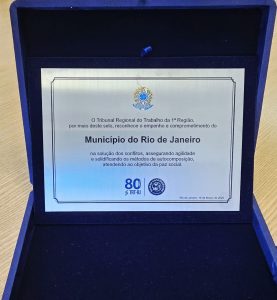 O Tribunal Regional do Trabalho da 1ª Região,
por meio deste selo, reconhece o empenho e comprometimento do
Município do Rio de Janeiro
na solução dos conflitos, assegurando agilidade
e solidificando os métodos de autocomposição,
atendendo ao objetivo da paz social.
80